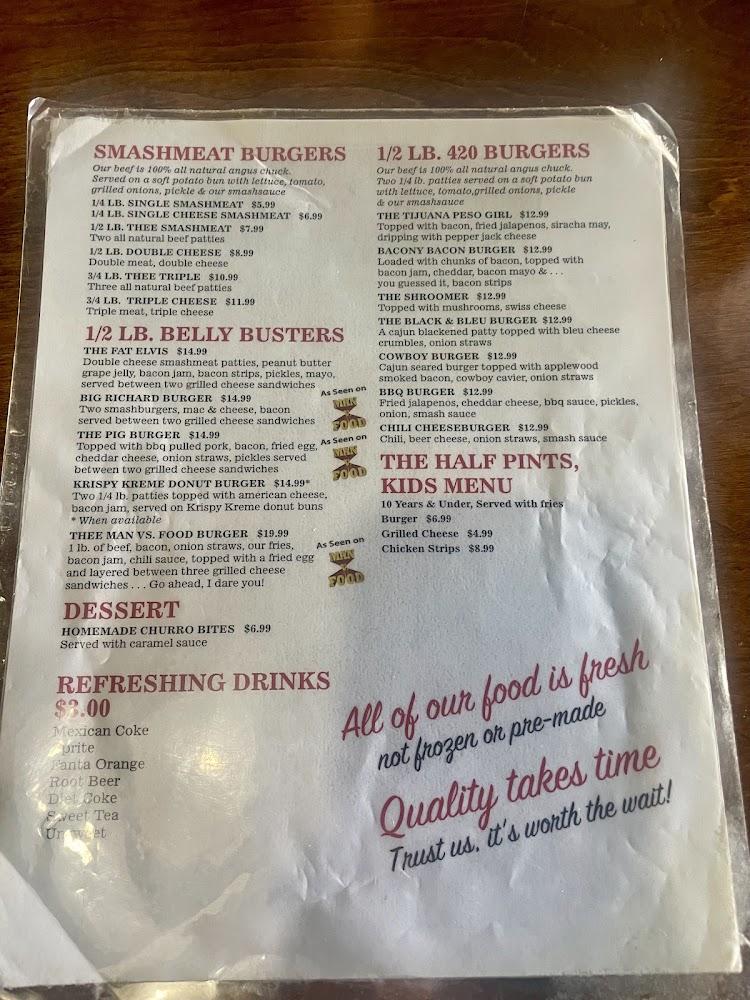 SMASHMEAT BURGERS
Our beef is 100% all natural angus chuck.
Served on a soft potato bun with lettuce, tomato,
grilled onions, pickle & our smashsauce
1/4 LB. SINGLE SMASHMEAT $5.99
1/4 LB. SINGLE CHEESE SMASHMEAT $6.99
1/2 LB. THEE SMASHMEAT $7.99
Two all natural beef patties
1/2 LB. DOUBLE CHEESE $8.99
Double meat, double cheese
3/4 LB. THEE TRIPLE $10.99
Three all natural beef patties
3/4 LB. TRIPLE CHEESE $11.99
Triple meat, triple cheese
1/2 LB. BELLY BUSTERS
THE FAT ELVIS $14.99
Double cheese smashmeat patties, peanut butter
grape jelly, bacon jam, bacon strips, pickles, mayo,
served between two grilled cheese sandwiches
BIG RICHARD BURGER $14.99
Two smashburgers, mac & cheese, bacon
served between two grilled cheese sandwiches
As Seen on
MAN
FOOD
THE PIG BURGER $14.99
Topped with bbq pulled pork, bacon, fried egg,
cheddar cheese, onion straws, pickles served
between two grilled cheese sandwiches
As Seen on
MAN
FOOD
KRISPY KREME DONUT BURGER $14.99*
Two 1/4 lb. patties topped with american cheese,
bacon jam, served on Krispy Kreme donut buns
* When available
THEE MAN VS. FOOD BURGER $19.99
1 lb. of beef, bacon, onion straws, our fries,
bacon jam, chili sauce, topped with a fried egg
and layered between three grilled cheese
sandwiches . . . Go ahead, I dare you!
As Seen on
MAN
FOOD
DESSERT
HOMEMADE CHURRO BITES $6.99
Served with caramel sauce
REFRESHING DRINKS
$3.00
Mexican Coke
Sprite
Fanta Orange
Root Beer
Diet Coke
Sweet Tea
Unsweet
1/2 LB. 420 BURGERS
Our beef is 100% all natural angus chuck.
Two 1/4 lb. patties served on a soft potato bun
with lettuce, tomato,grilled onions, pickle
& our smashsauce
THE TIJUANA PESO GIRL $12.99
Topped with bacon, fried jalapenos, siracha may,
dripping with pepper jack cheese
BACONY BACON BURGER $12.99
Loaded with chunks of bacon, topped with
bacon jam, cheddar, bacon mayo & . . .
you guessed it, bacon strips
THE SHROOMER $12.99
Topped with mushrooms, swiss cheese
THE BLACK & BLEU BURGER $12.99
A cajun blackened patty topped with bleu cheese
crumbles, onion straws
COWBOY BURGER $12.99
Cajun seared burger topped with applewood
smoked bacon, cowboy cavier, onion straws
BBQ BURGER $12.99
Fried jalapenos, cheddar cheese, bbq sauce, pickles,
onion, smash sauce
CHILI CHEESEBURGER $12.99
Chili, beer cheese, onion straws, smash sauce
THE HALF PINTS,
KIDS MENU
10 Years & Under, Served with fries
Burger $6.99
Grilled Cheese $4.99
Chicken Strips $8.99
All of our food is fresh
not frozen or pre-made
Quality takes time
Trust us, it's worth the wait!